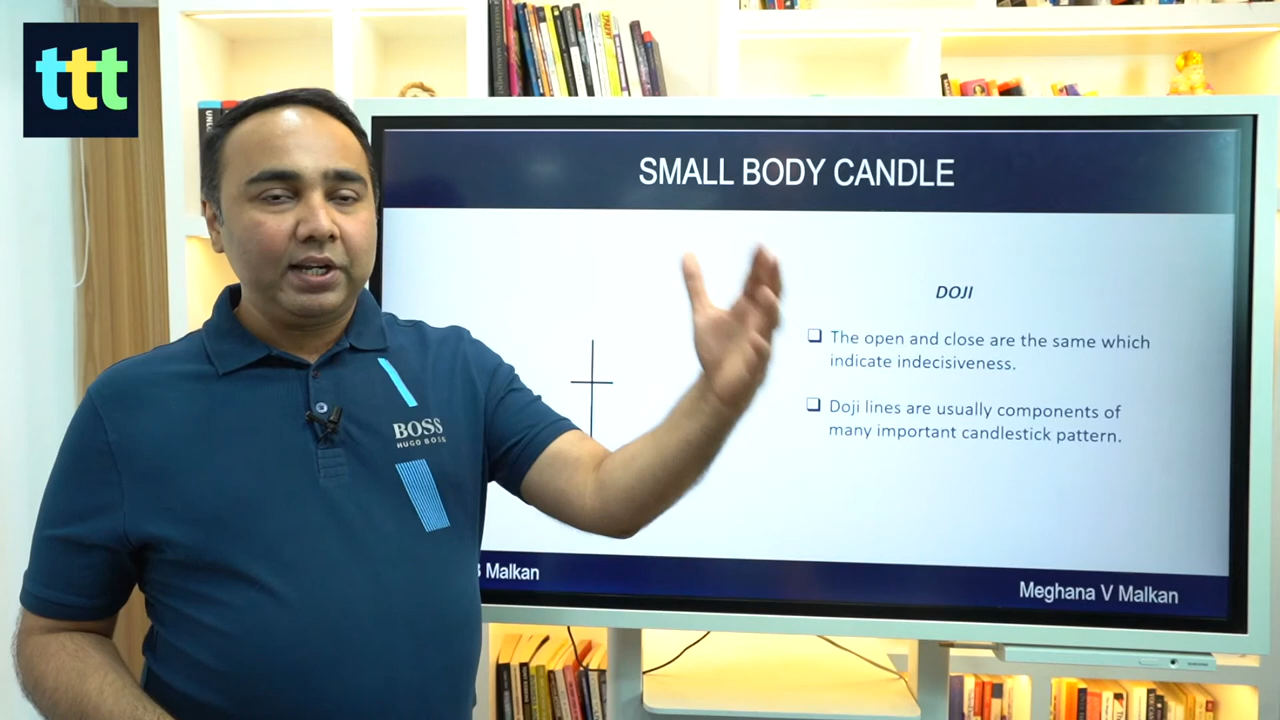 ttt
SMALL BODY CANDLE
DOJI
❑ The open and close are the same which
indicate indecisiveness.
❑ Doji lines are usually components of
many important candlestick pattern.
BOSS
HUGO BOSS
Malkan
Meghana V Malkan
SAMSUNG